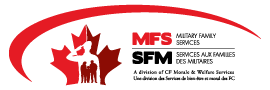 MFS MILITARY FAMILY
SERVICES
SFM SERVICES AUX FAMILLES
DES MILITAIRES
A division of CF Morale & Welfare Services
Une division des Services de bien-être et moral des FC